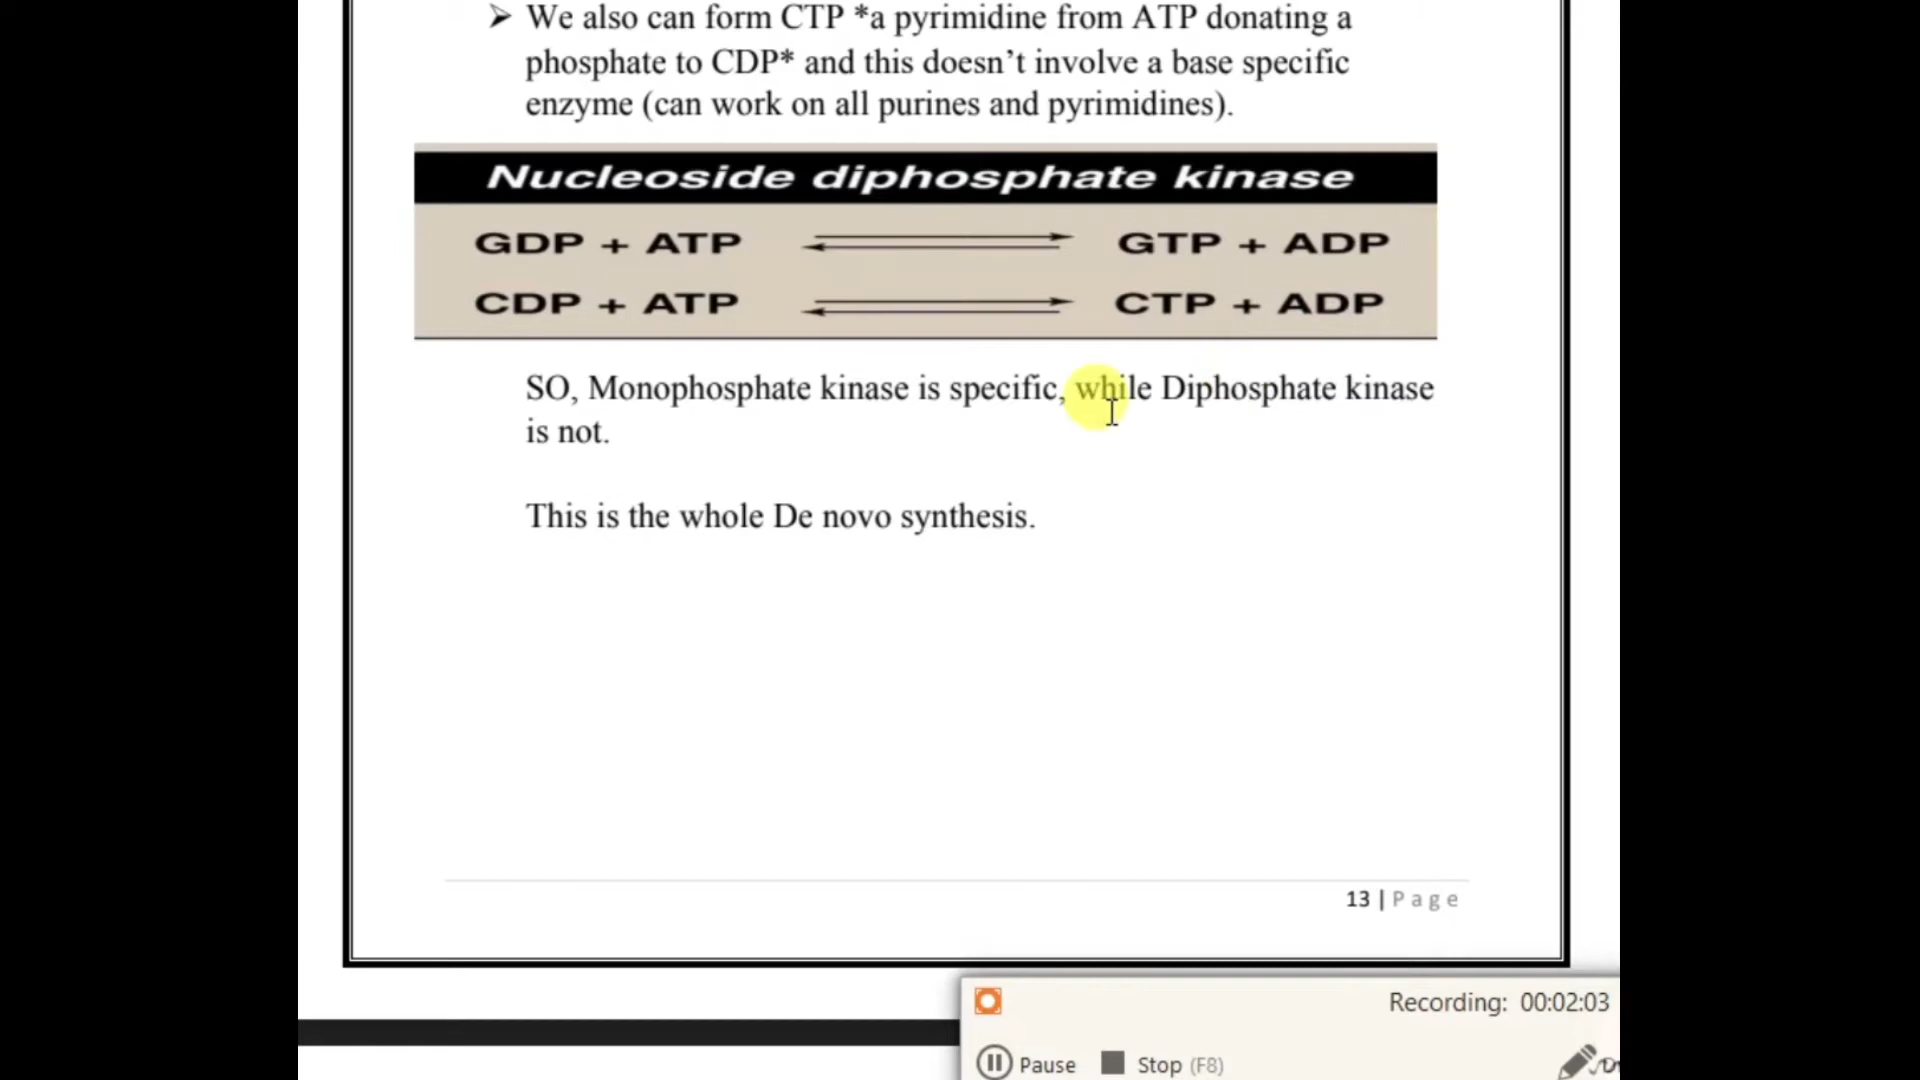 ➤ We also can form CTP *a pyrimidine from ATP donating a
phosphate to CDP* and this doesn’t involve a base specific
enzyme (can work on all purines and pyrimidines).
Nucleoside diphosphate kinase
GDP + ATP ⇌ GTP + ADP
CDP + ATP ⇌ CTP + ADP
SO, Monophosphate kinase is specific, while Diphosphate kinase
is not.
This is the whole De novo synthesis.
13 | Page
Recording: 00:02:03
Pause Stop (F8)